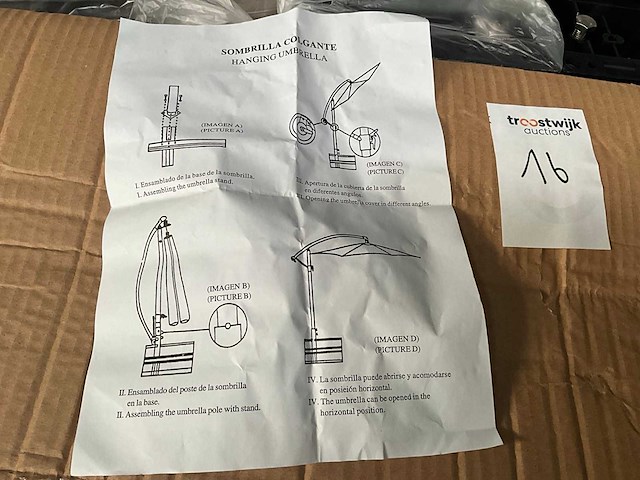 SOMBRILLA COLGANTE
HANGING UMBRELLA
(IMAGEN A)
(PICTURE A)
I. Ensamblado de la base de la sombrilla.
I. Assembling the umbrella stand.
(IMAGEN C)
(PICTURE C)
III. Apertura de la cubierta de la sombrilla
en diferentes angulos.
III. Opening the umbrella cover in different angles.
(IMAGEN B)
(PICTURE B)
II. Ensamblado del poste de la sombrilla
en la base.
II. Assembling the umbrella pole with stand.
(IMAGEN D)
(PICTURE D)
IV. La sombrilla puede abrirse y acomodarse
en posición horizontal.
IV. The umbrella can be opened in the
horizontal position.
troostwijk
auctions
16